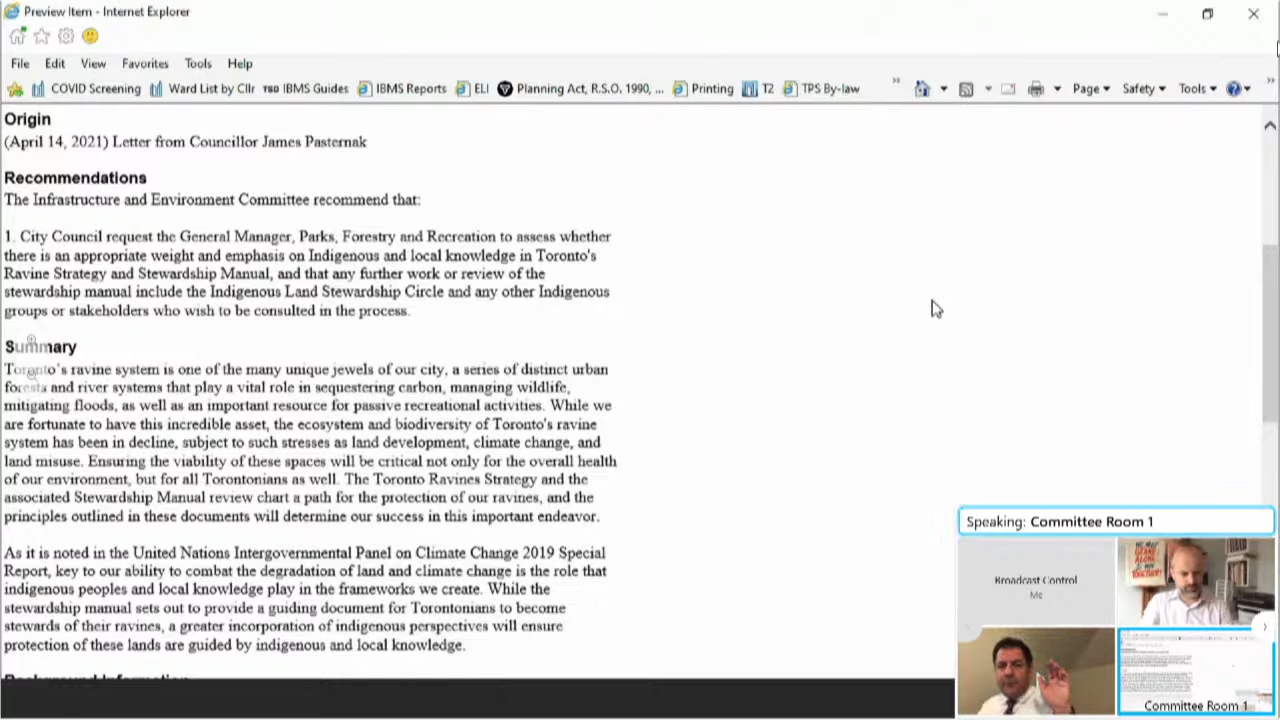 Preview Item - Internet Explorer
File Edit View Favorites Tools Help
COVID Screening Ward List by Cllr TBD IBMS Guides IBMS Reports ELI Planning Act, R.S.O. 1990, ... Printing T2 TPS By-law » Page Safety Tools »
Origin
(April 14, 2021) Letter from Councillor James Pasternak
Recommendations
The Infrastructure and Environment Committee recommend that:
1. City Council request the General Manager, Parks, Forestry and Recreation to assess whether
there is an appropriate weight and emphasis on Indigenous and local knowledge in Toronto's
Ravine Strategy and Stewardship Manual, and that any further work or review of the
stewardship manual include the Indigenous Land Stewardship Circle and any other Indigenous
groups or stakeholders who wish to be consulted in the process.
Summary
Toronto's ravine system is one of the many unique jewels of our city, a series of distinct urban
forests and river systems that play a vital role in sequestering carbon, managing wildlife,
mitigating floods, as well as an important resource for passive recreational activities. While we
are fortunate to have this incredible asset, the ecosystem and biodiversity of Toronto's ravine
system has been in decline, subject to such stresses as land development, climate change, and
land misuse. Ensuring the viability of these spaces will be critical not only for the overall health
of our environment, but for all Torontonians as well. The Toronto Ravines Strategy and the
associated Stewardship Manual review chart a path for the protection of our ravines, and the
principles outlined in these documents will determine our success in this important endeavor.
As it is noted in the United Nations Intergovernmental Panel on Climate Change 2019 Special
Report, key to our ability to combat the degradation of land and climate change is the role that
indigenous peoples and local knowledge play in the frameworks we create. While the
stewardship manual sets out to provide a guiding document for Torontonians to become
stewards of their ravines, a greater incorporation of indigenous perspectives will ensure
protection of these lands are guided by indigenous and local knowledge.
Background Information
Speaking: Committee Room 1
Broadcast Control
Committee Room 1